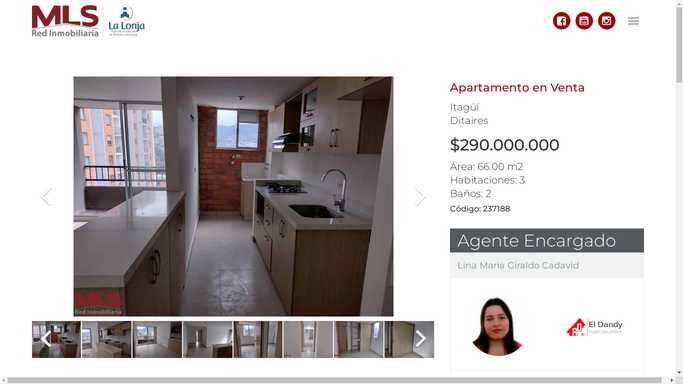 MLS
Red Inmobiliaria
La Lonja
Apartamento en Venta
Itagüí
Ditaires
$290.000.000
Área: 66.00 m2
Habitaciones: 3
Baños: 2
Código: 237188
Agente Encargado
Lina Maria Giraldo Cadavid
El Dandy
MLS
Red Inmobiliaria